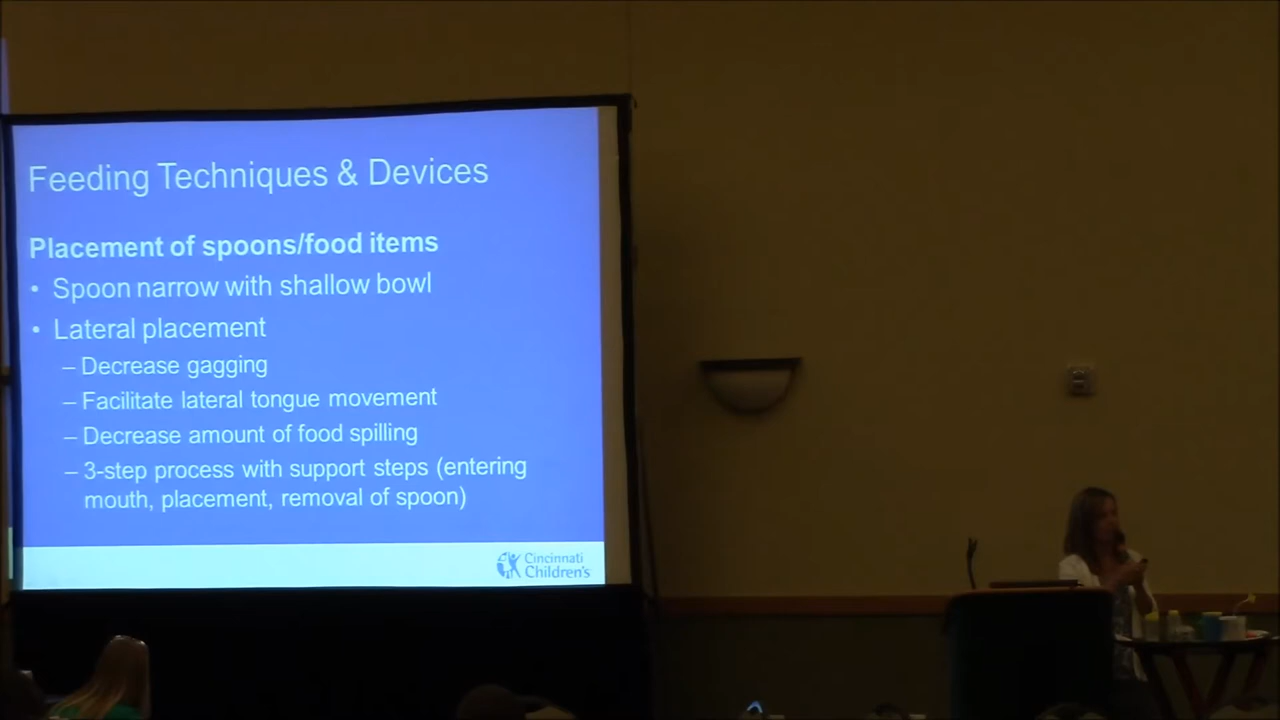 Feeding Techniques & Devices
Placement of spoons/food items
• Spoon narrow with shallow bowl
• Lateral placement
– Decrease gagging
– Facilitate lateral tongue movement
– Decrease amount of food spilling
– 3-step process with support steps (entering
mouth, placement, removal of spoon)
Cincinnati
Children's